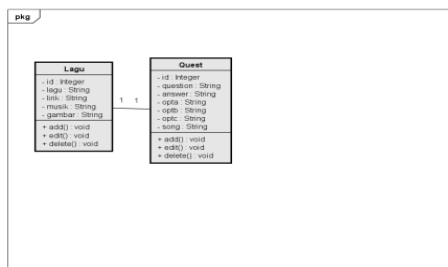 pkg
Lagu
- id : Integer
- lagu : String
- link : String
- musik : String
- gambar : String
+ add() : void
+ edit() : void
+ delete() : void
1 1
Quest
- id : Integer
- question : String
- answer : String
- opta : String
- optb : String
- optc : String
- song : String
+ add() : void
+ edit() : void
+ delete() : void